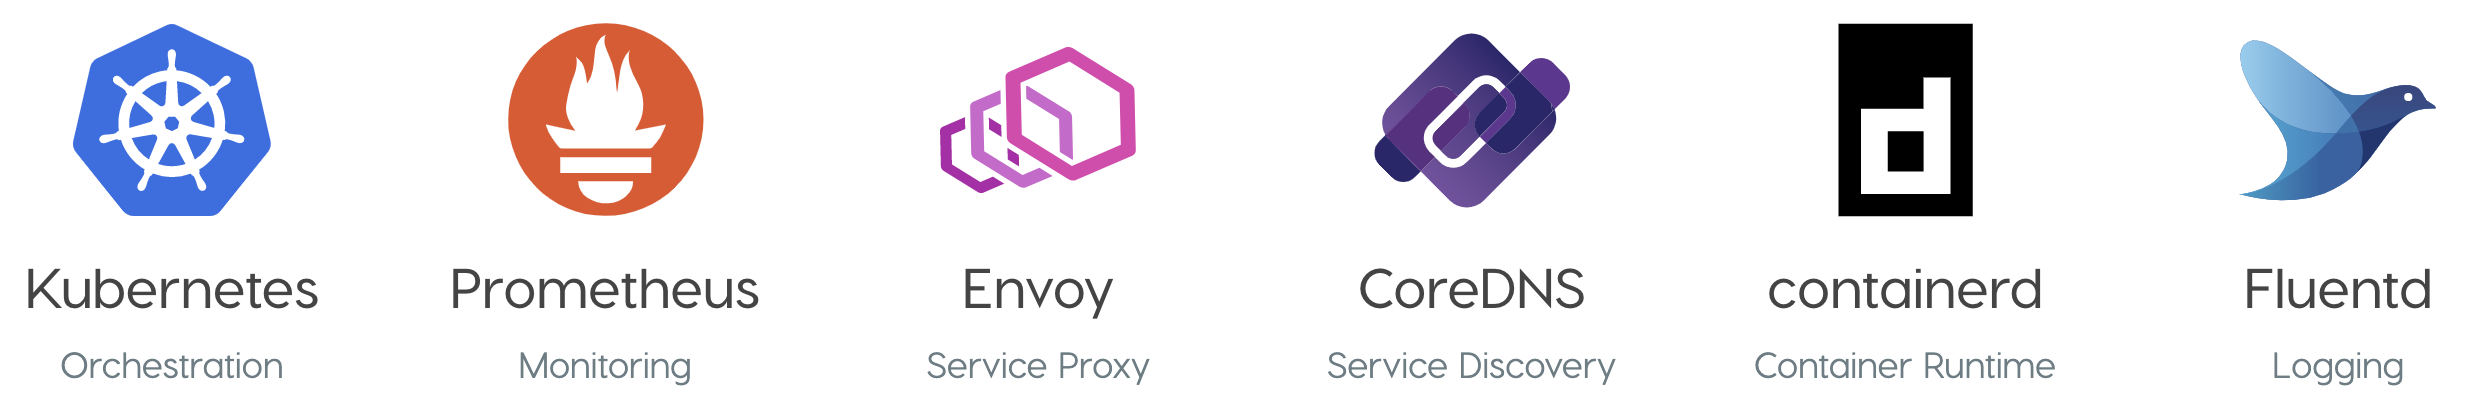 Kubernetes
Orchestration
Prometheus
Monitoring
Envoy
Service Proxy
CoreDNS
Service Discovery
containerd
Container Runtime
Fluentd
Logging